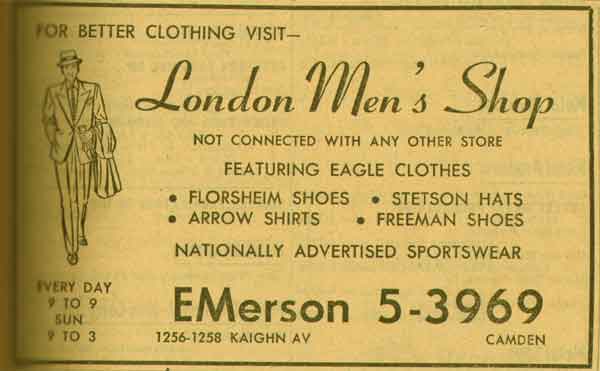 FOR BETTER CLOTHING VISIT—
London Men's Shop
NOT CONNECTED WITH ANY OTHER STORE
FEATURING EAGLE CLOTHES
• FLORSHEIM SHOES • STETSON HATS
• ARROW SHIRTS • FREEMAN SHOES
NATIONALLY ADVERTISED SPORTSWEAR
EVERY DAY
9 TO 9
SUN
9 TO 3
EMerson 5-3969
1256-1258 KAIGHN AV CAMDEN